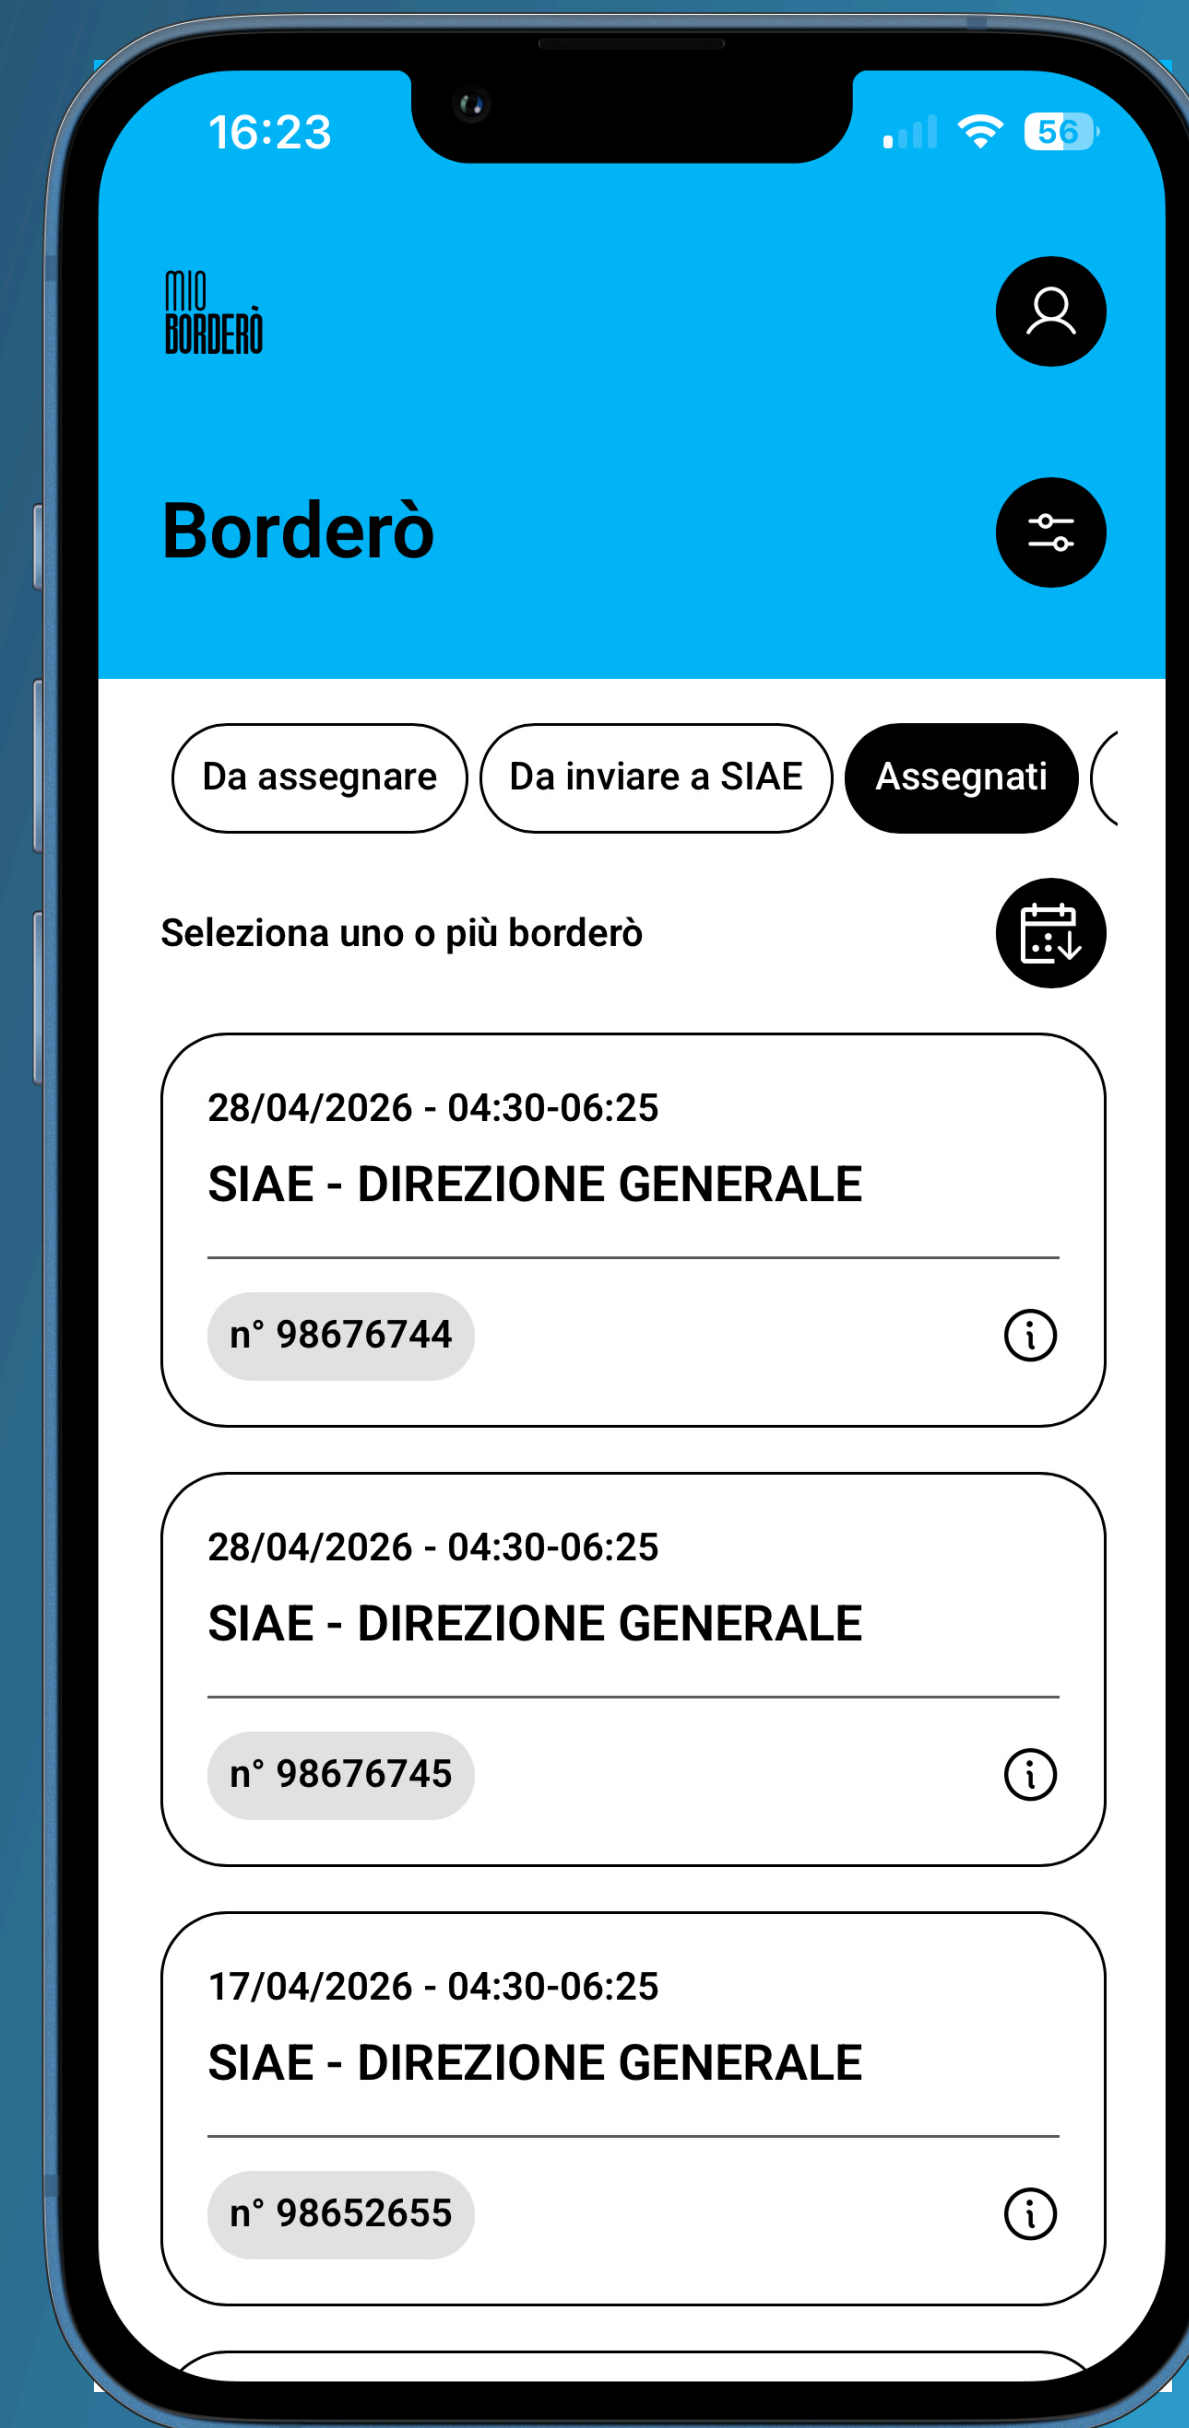 16:23
56
MIO
BORDERÒ
Borderò
Da assegnare
Da inviare a SIAE
Assegnati
Seleziona uno o più borderò
28/04/2026 - 04:30-06:25
SIAE - DIREZIONE GENERALE
n° 98676744
28/04/2026 - 04:30-06:25
SIAE - DIREZIONE GENERALE
n° 98676745
17/04/2026 - 04:30-06:25
SIAE - DIREZIONE GENERALE
n° 98652655